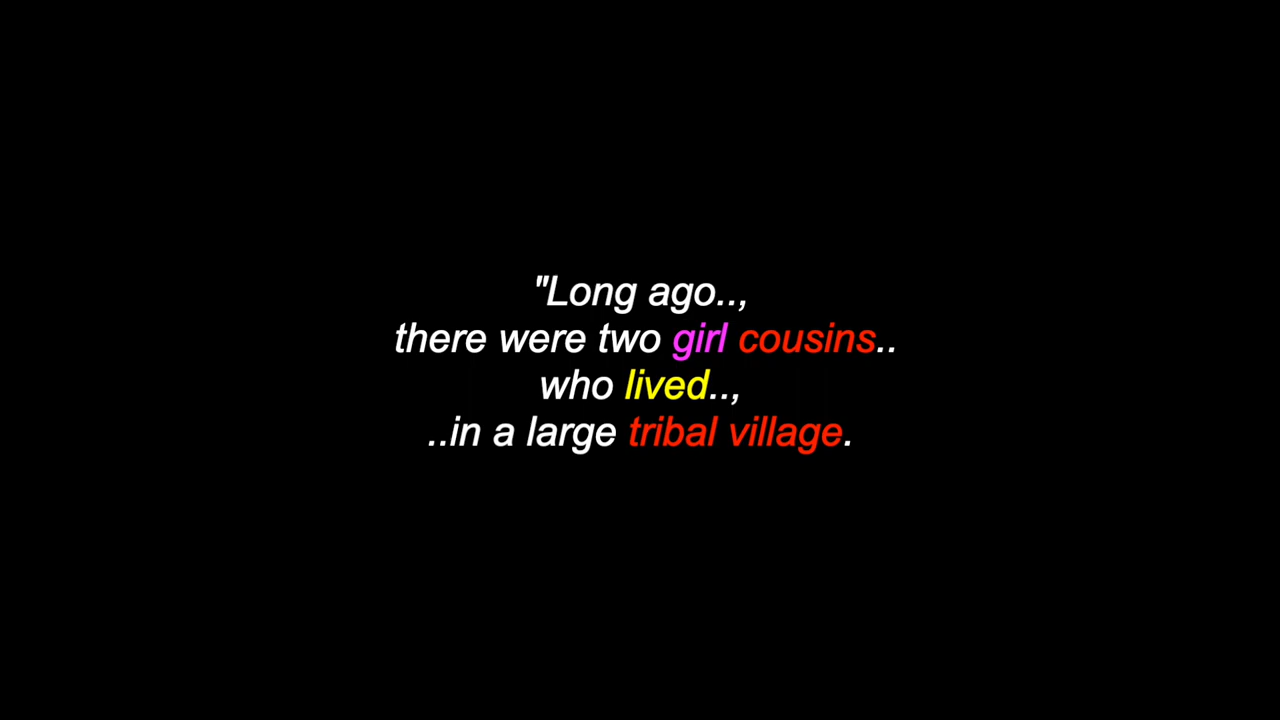 "Long ago..,
there were two girl cousins..
who lived..,
..in a large tribal village.